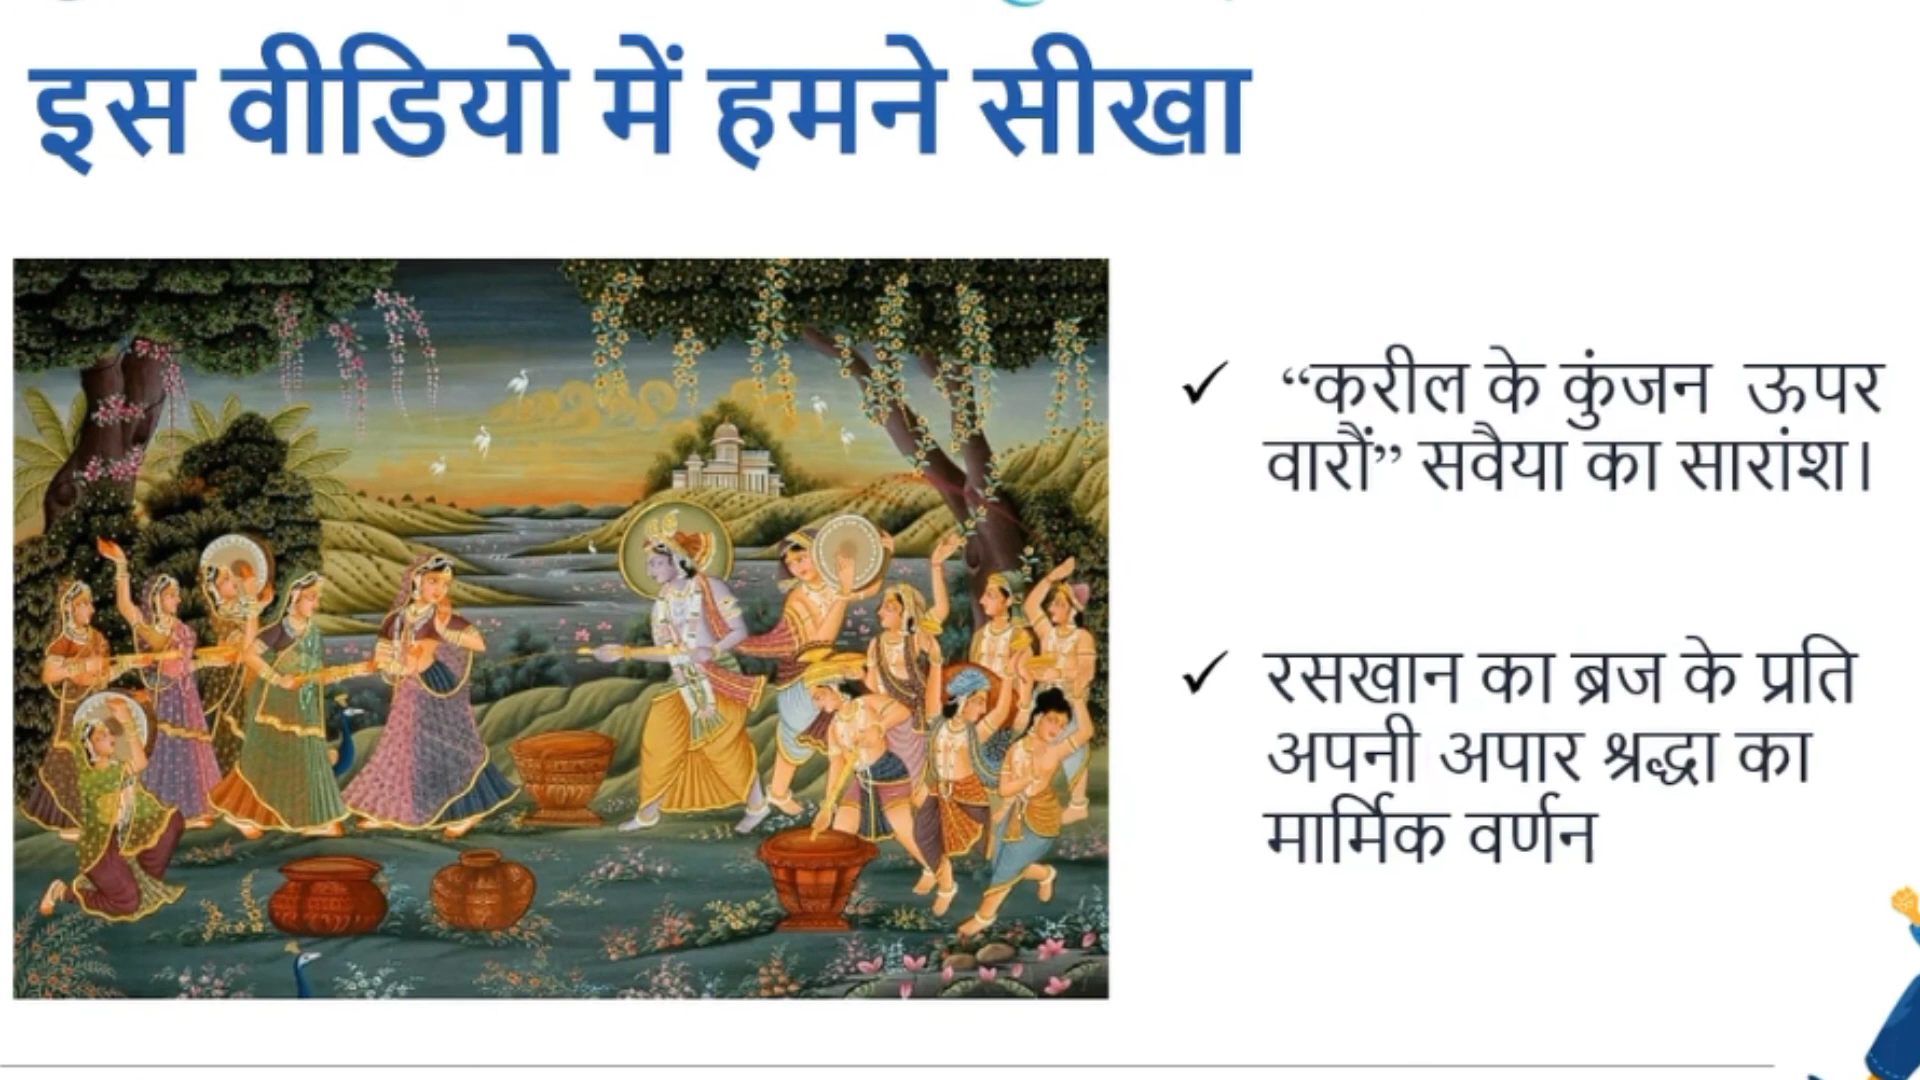 इस वीडियो में हमने सीखा
✓ “करील के कुंजन ऊपर
वारौं” सवैया का सारांश।
✓ रसखान का ब्रज के प्रति
अपनी अपार श्रद्धा का
मार्मिक वर्णन